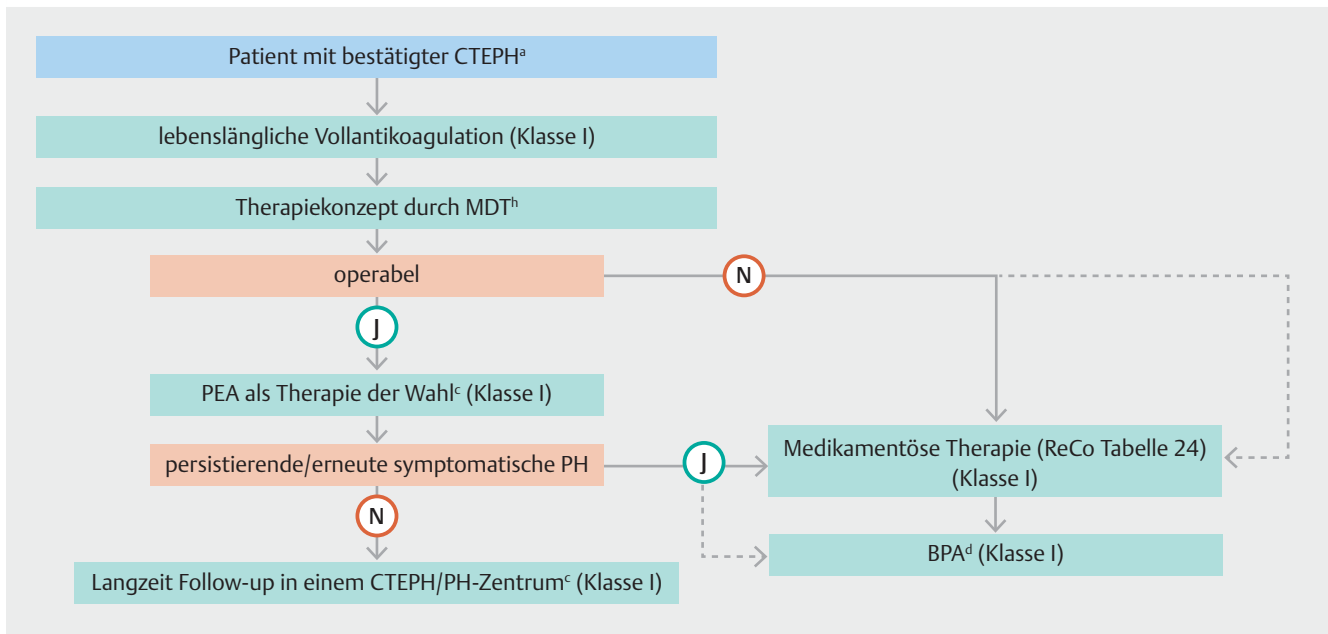 Patient mit bestätigter CTEPHᵃ
lebenslängliche Vollantikoagulation (Klasse I)
Therapiekonzept durch MDTʰ
operabel
N
J
PEA als Therapie der Wahlᶜ (Klasse I)
persistierende/erneute symptomatische PH
J
Medikamentöse Therapie (ReCo Tabelle 24)
(Klasse I)
N
BPAᵈ (Klasse I)
Langzeit Follow-up in einem CTEPH/PH-Zentrumᶜ (Klasse I)